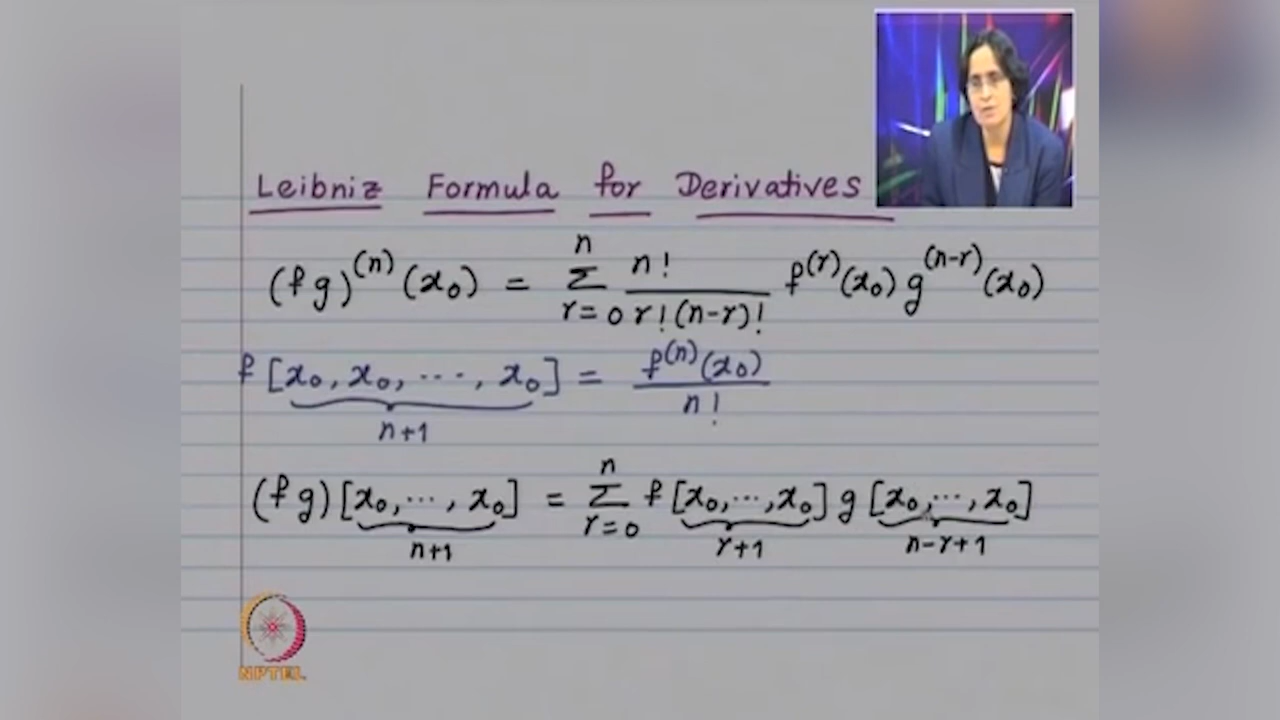 Leibniz Formula for Derivatives
(fg)^(n)(x₀) = Σ_{r=0}^{n} n!/(r!(n-r)!) f^(r)(x₀) g^(n-r)(x₀)
f[x₀, x₀, ..., x₀] = f^(n)(x₀)/n!
n+1
(fg)[x₀, ..., x₀] = Σ_{r=0}^{n} f[x₀, ..., x₀] g[x₀, ..., x₀]
n+1 r+1 n-r+1
NPTEL